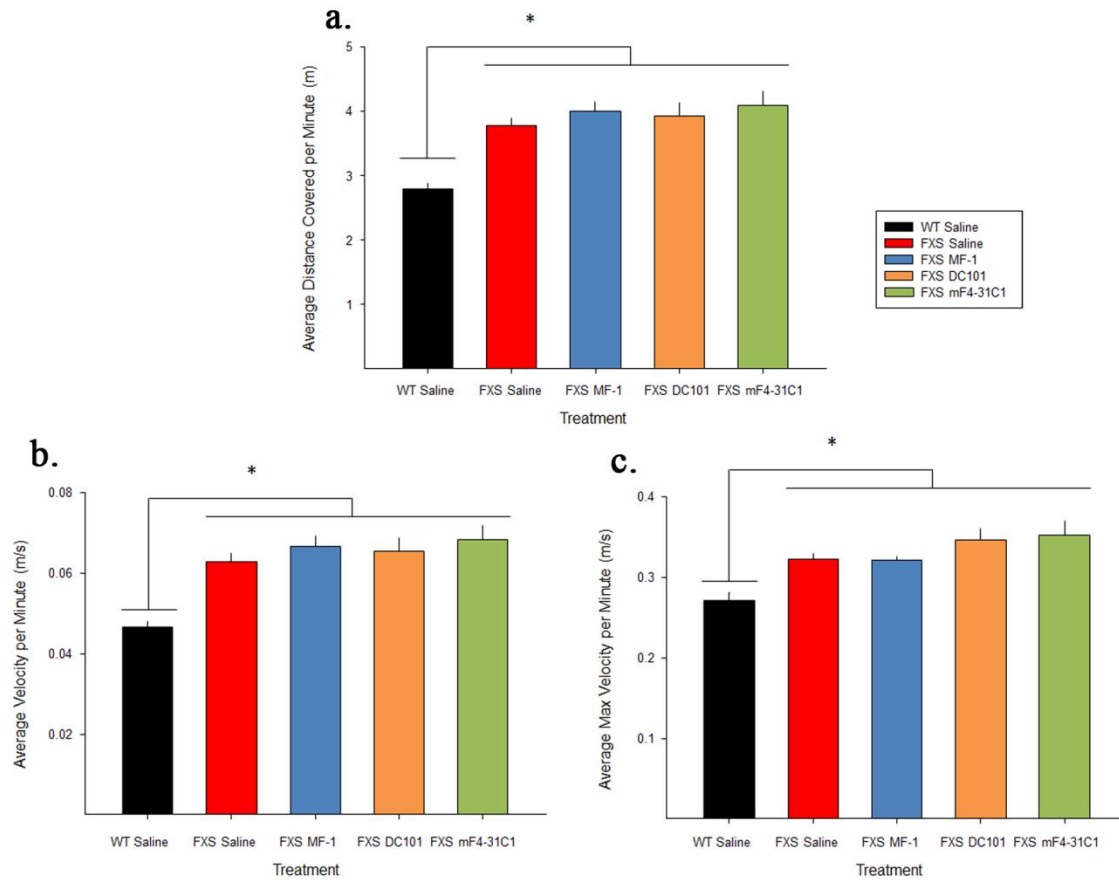 a.
*
5
4
3
2
1
Average Distance Covered per Minute (m)
WT Saline FXS Saline FXS MF-1 FXS DC101 FXS mF4-31C1
Treatment
WT Saline
FXS Saline
FXS MF-1
FXS DC101
FXS mF4-31C1
b.
*
0.08
0.06
0.04
0.02
Average Velocity per Minute (m/s)
WT Saline FXS Saline FXS MF-1 FXS DC101 FXS mF4-31C1
Treatment
c.
*
0.4
0.3
0.2
0.1
Average Max Velocity per Minute (m/s)
WT Saline FXS Saline FXS MF-1 FXS DC101 FXS mF4-31C1
Treatment